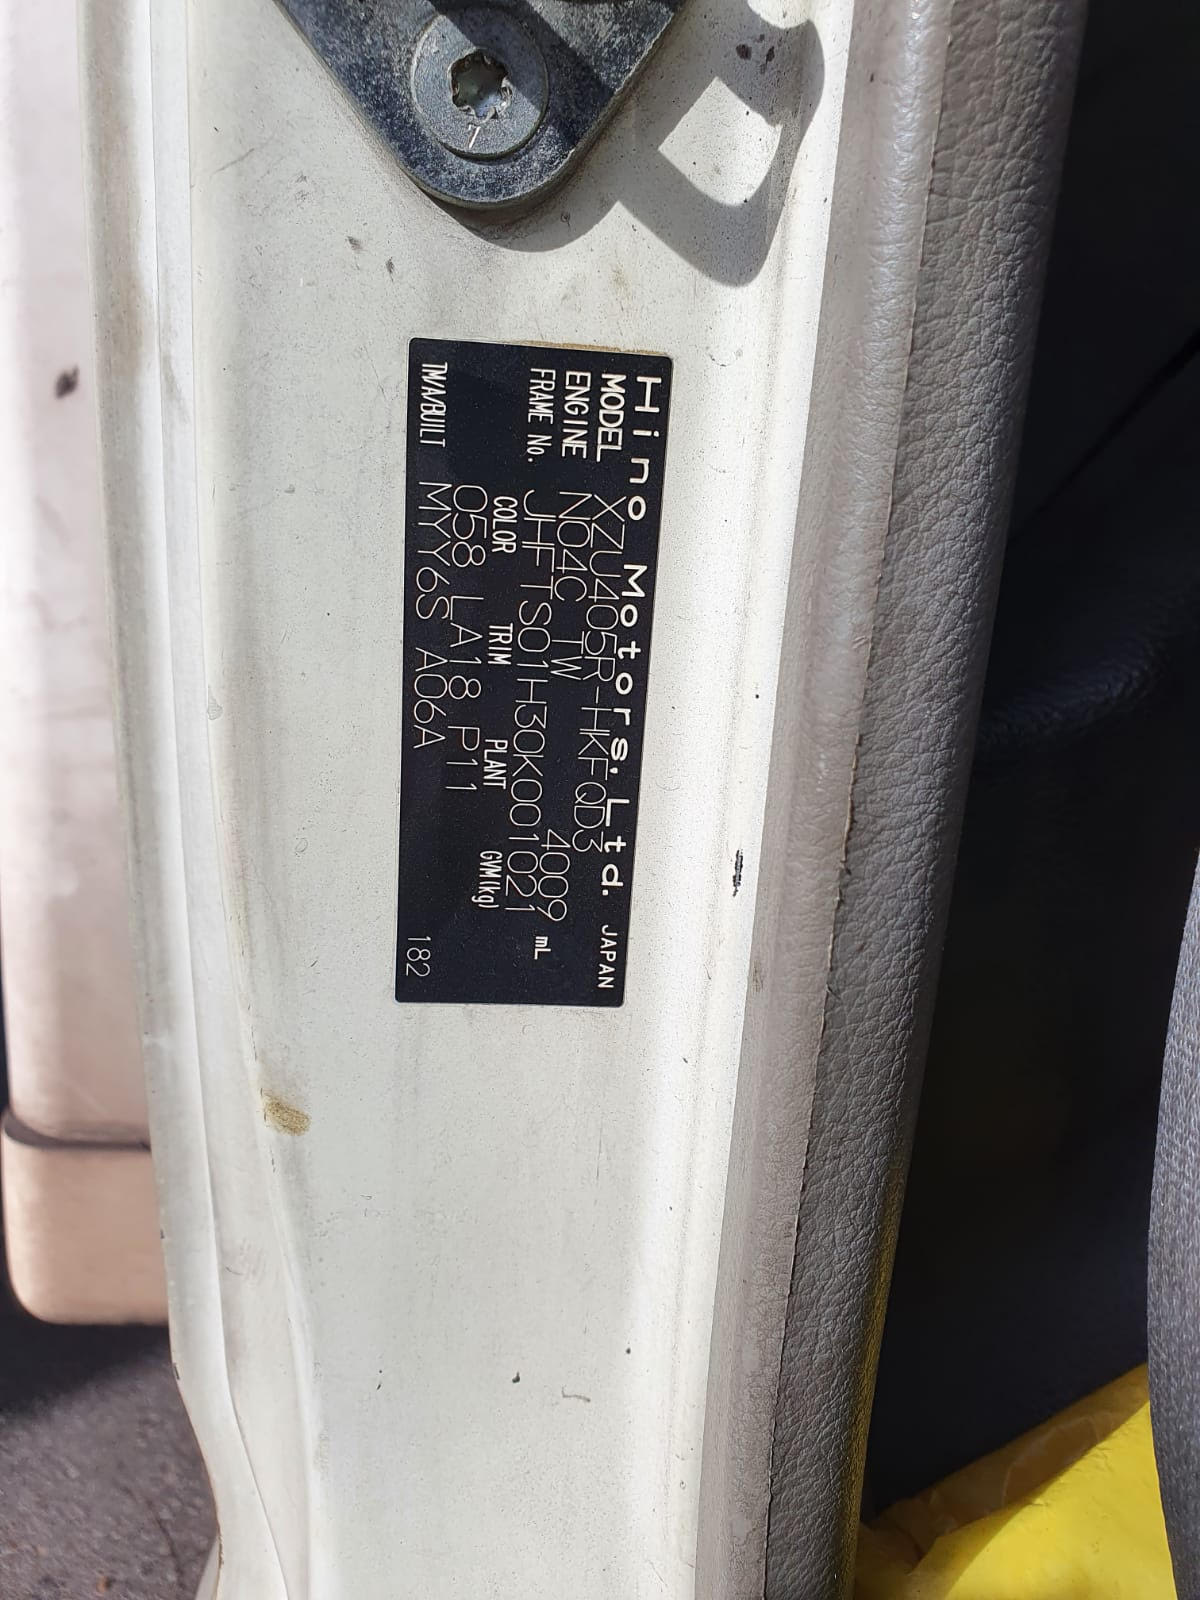 Hino Motors, Ltd. JAPAN
MODEL XZU405R-HKFQD3
ENGINE N04C TW 4009 mL
FRAME No. JHFTS01H30K001021
COLOR TRIM PLANT GVM(kg)
058 LA18 P11
TM/A/BUILT MYY6S A06A 182